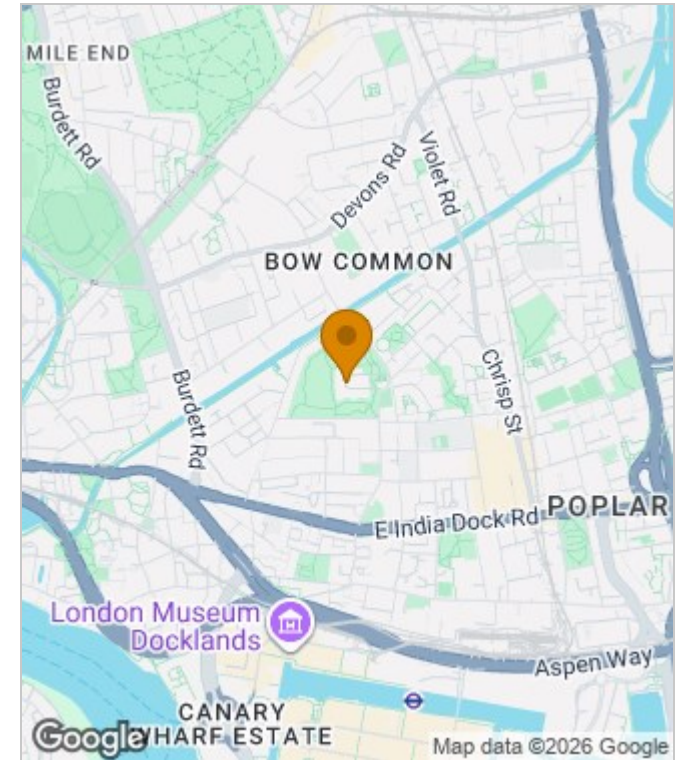 MILE END
Burdett Rd
Devons Rd
Violet Rd
BOW COMMON
Burdett Rd
Chrisp St
E India Dock Rd
POPLAR
London Museum
Docklands
Aspen Way
CANARY
WHARF ESTATE
Google
Map data ©2026 Google